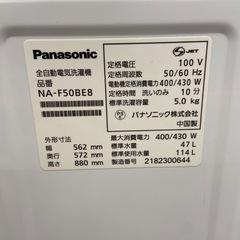 Panasonic
全自動電気洗濯機
品番
NA-F50BE8
外形寸法
幅 562 mm
奥行 572 mm
高さ 880 mm
JET
定格電圧 100 V
定格周波数 50/60 Hz
電動機定格消費電力 400/430 W
定格時間 洗いのみ 10 分
標準洗濯容量 5.0 kg
パナソニック株式会社
中国製
最大消費電力 400/430 W
標準水量 47 L
標準使用水量 114 L
製造番号 2182300644